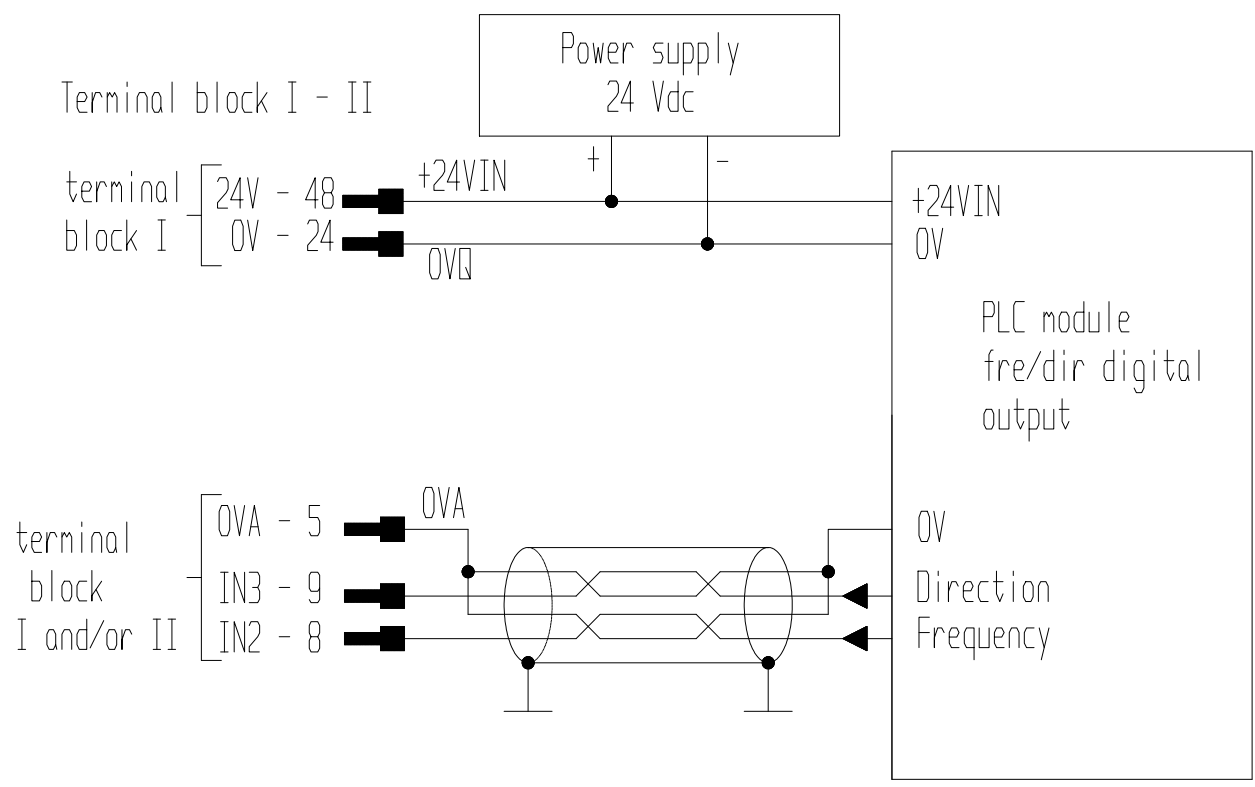 Power supply
24 Vdc
Terminal block I - II
+
-
terminal
block I
24V - 48
0V - 24
+24VIN
0VQ
+24VIN
0V
PLC module
fre/dir digital
output
terminal
block
I and/or II
0VA - 5
IN3 - 9
IN2 - 8
0VA
0V
Direction
Frequency